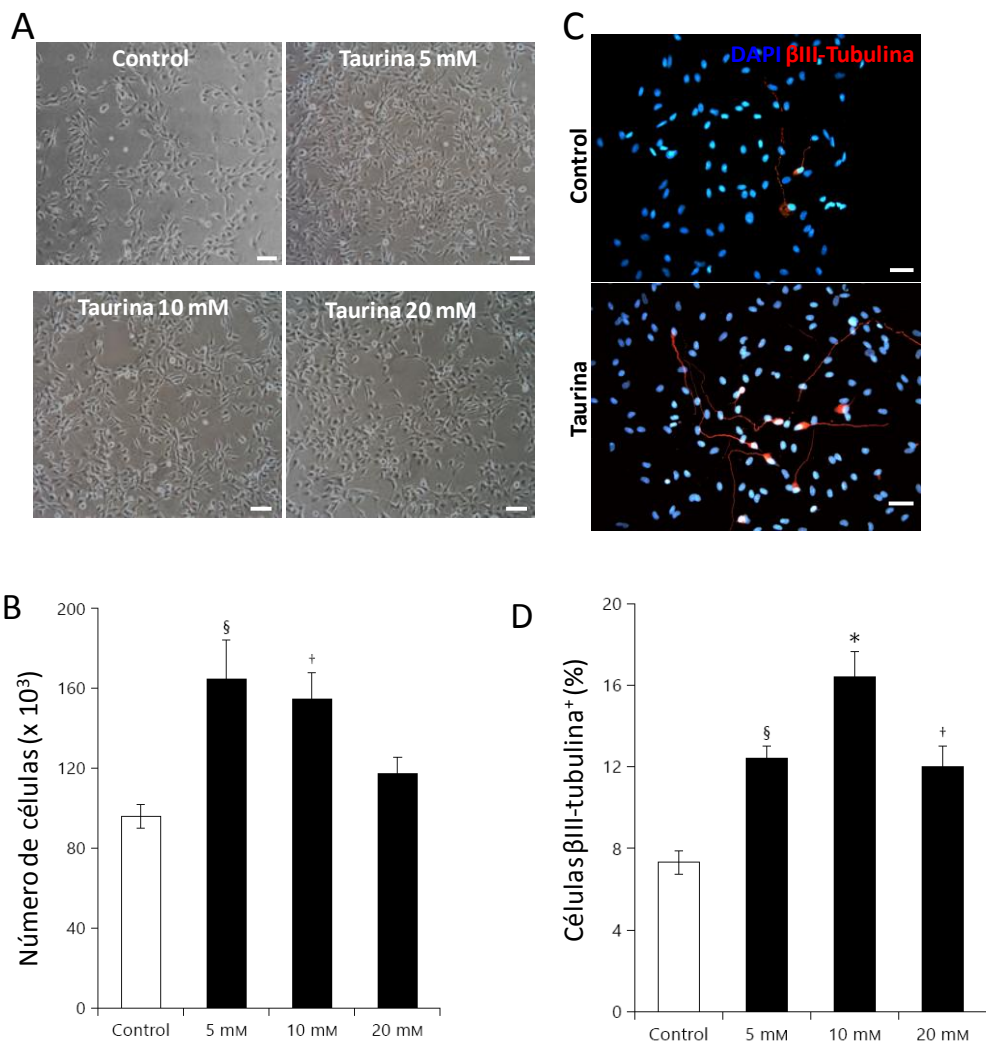 A
Control
Taurina 5 mM
Taurina 10 mM
Taurina 20 mM
C
DAPI βIII-Tubulina
Control
Taurina
B
Número de células (x 10³)
200
160
120
80
40
0
§
†
Control
5 mM
10 mM
20 mM
D
Células βIII-tubulina⁺ (%)
20
16
12
8
4
0
§
*
†
Control
5 mM
10 mM
20 mM